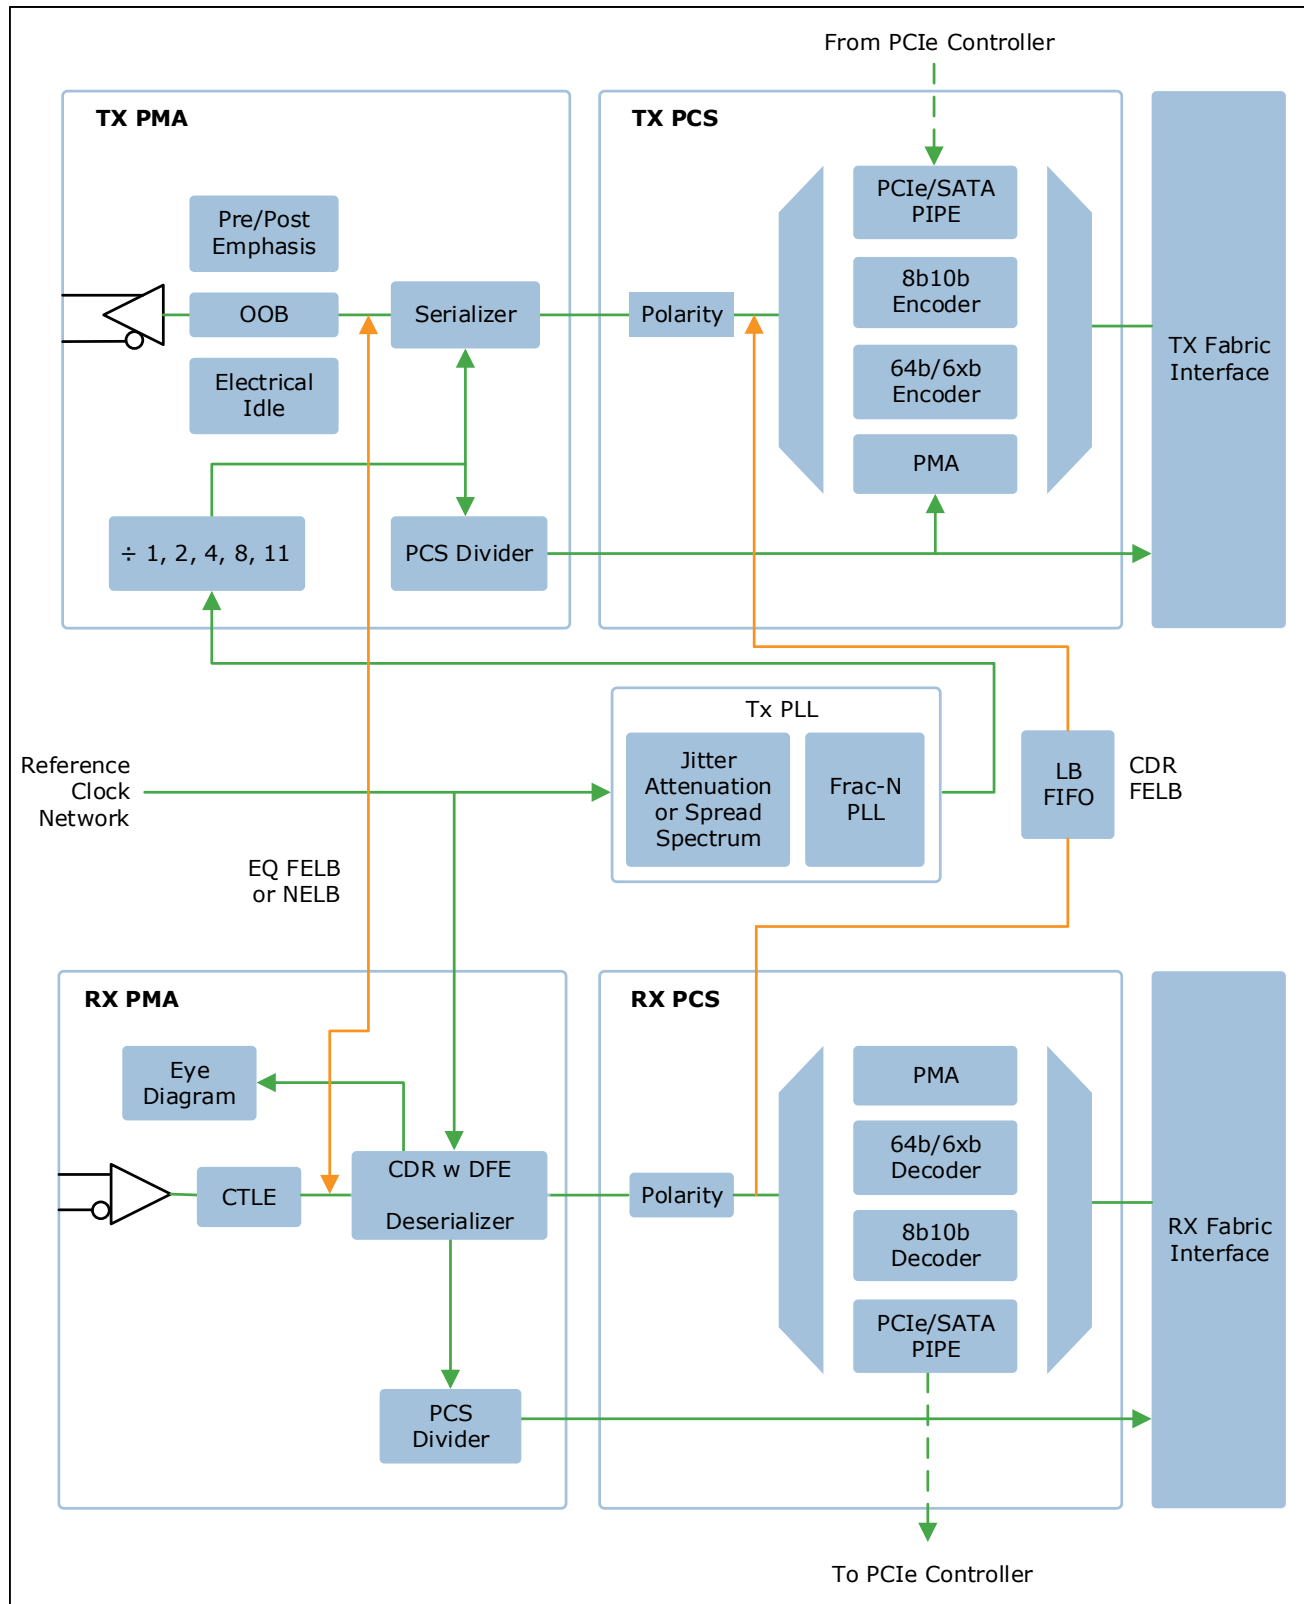 From PCIe Controller
TX PMA
TX PCS
Pre/Post
Emphasis
OOB
Electrical
Idle
Serializer
÷ 1, 2, 4, 8, 11
PCS Divider
Polarity
PCIe/SATA
PIPE
8b10b
Encoder
64b/6xb
Encoder
PMA
TX Fabric
Interface
Reference
Clock
Network
EQ FELB
or NELB
Tx PLL
Jitter
Attenuation
or Spread
Spectrum
Frac-N
PLL
LB
FIFO
CDR
FELB
RX PMA
RX PCS
Eye
Diagram
CTLE
CDR w DFE
Deserializer
PCS
Divider
Polarity
PMA
64b/6xb
Decoder
8b10b
Decoder
PCIe/SATA
PIPE
RX Fabric
Interface
To PCIe Controller